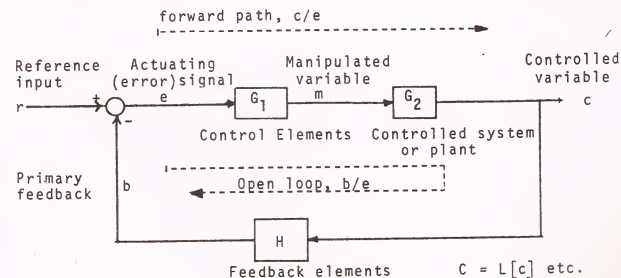 forward path, c/e
Reference input
Actuating (error)signal
Manipulated variable
Controlled variable
r
+
-
e
G1
m
G2
c
Control Elements
Controlled system or plant
Primary feedback
b
Open loop, b/e
H
Feedback elements
C = L[c] etc.